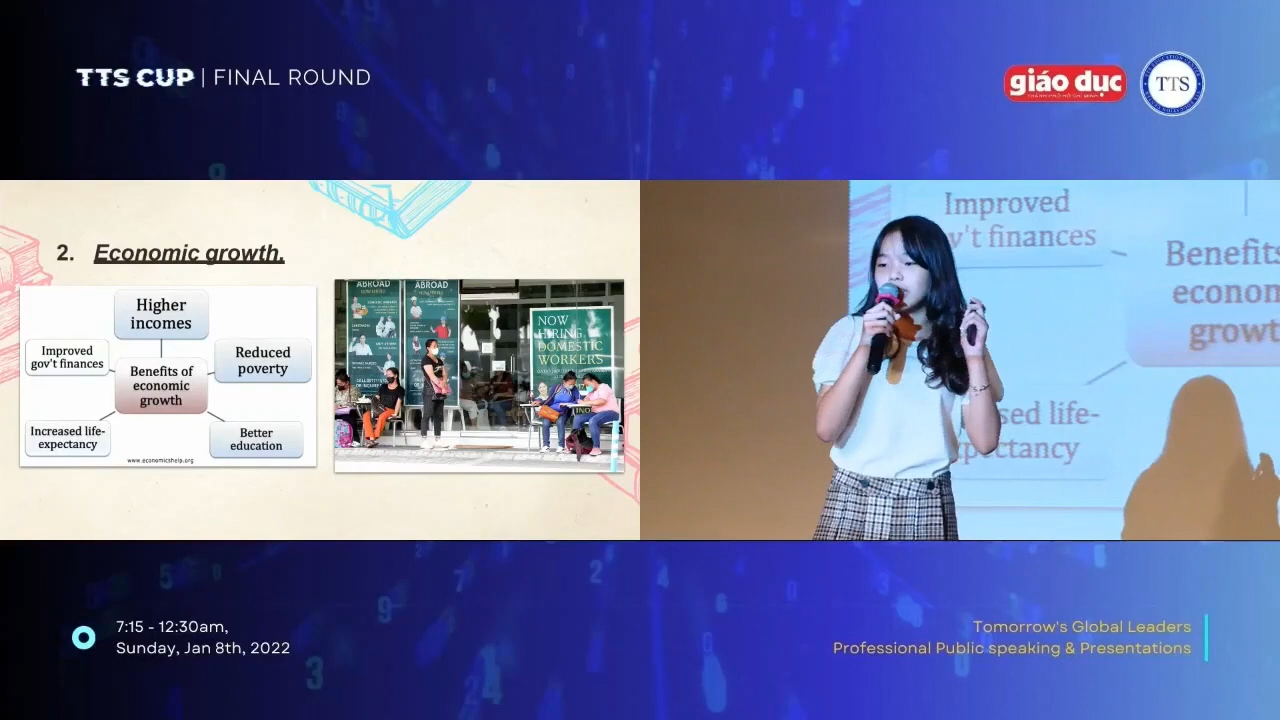 TTS CUP | FINAL ROUND
giáo dục
TTS
2. Economic growth.
Higher
incomes
Improved
gov't finances
Reduced
poverty
Benefits of
economic
growth
Increased life-
expectancy
Better
education
www.economicshelp.org
ABROAD
ABROAD
NOW
HIRING
DOMESTIC
WORKERS
Improved
v't finances
Benefits
econom
growt
sed life-
pectancy
7:15 - 12:30am,
Sunday, Jan 8th, 2022
Tomorrow's Global Leaders
Professional Public speaking & Presentations